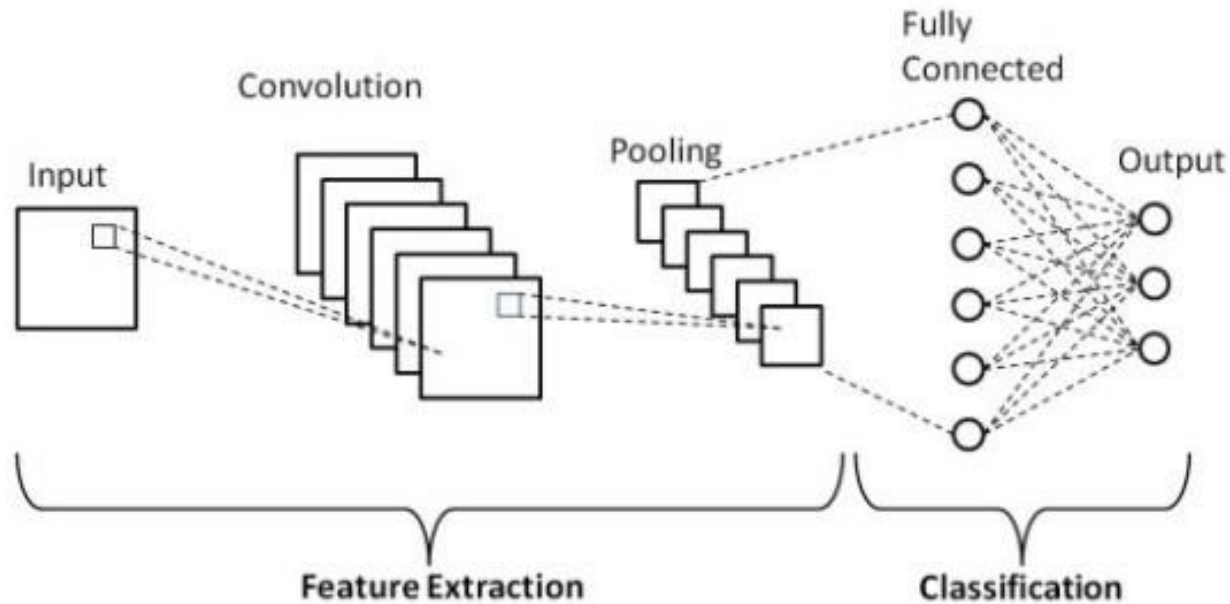 Input
Convolution
Pooling
Fully
Connected
Output
Feature Extraction
Classification